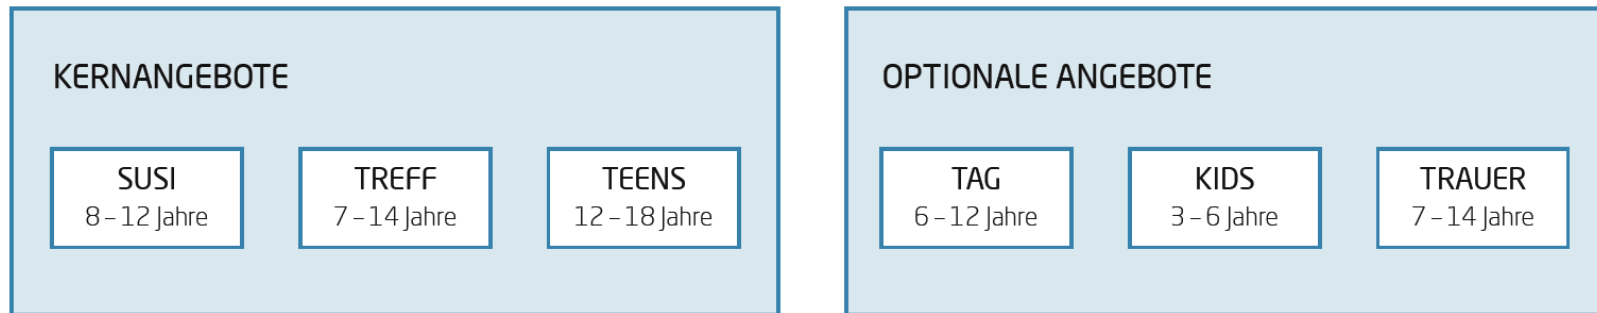 KERNANGEBOTE
SUSI
8 – 12 Jahre
TREFF
7 – 14 Jahre
TEENS
12 – 18 Jahre
OPTIONALE ANGEBOTE
TAG
6 – 12 Jahre
KIDS
3 – 6 Jahre
TRAUER
7 – 14 Jahre